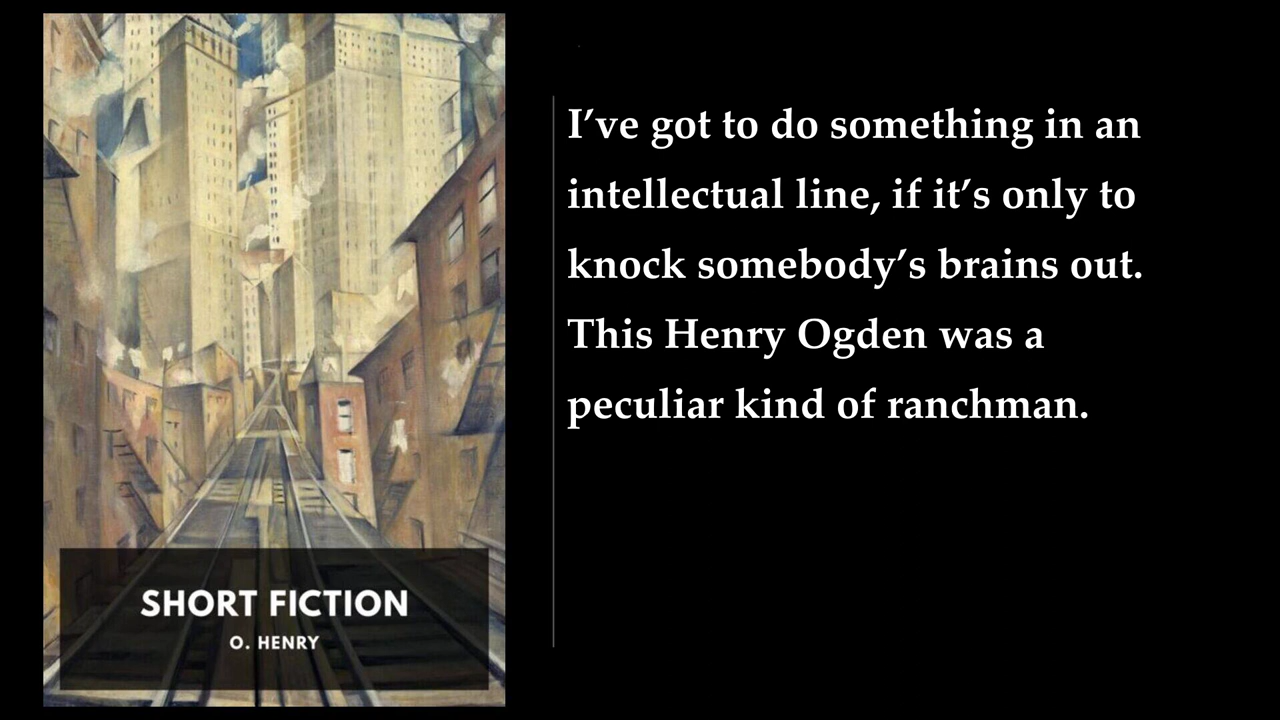 I’ve got to do something in an
intellectual line, if it’s only to
knock somebody’s brains out.
This Henry Ogden was a
peculiar kind of ranchman.
SHORT FICTION
O. HENRY